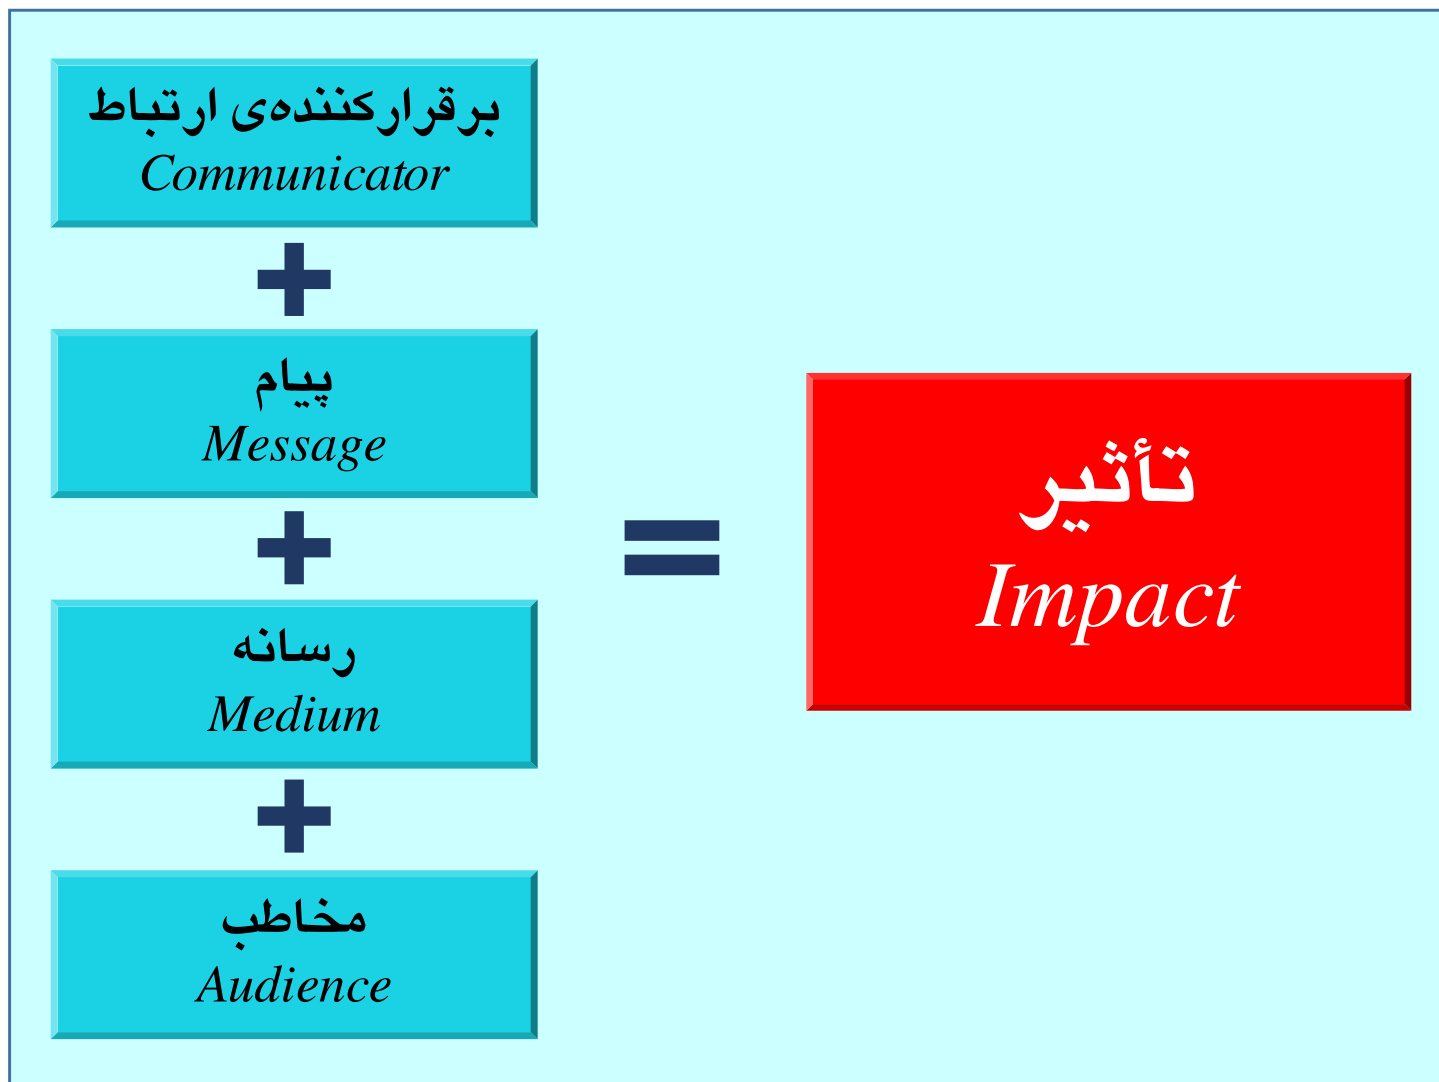 برقرارکننده‌ی ارتباط
Communicator
+
پیام
Message
+
رسانه
Medium
+
مخاطب
Audience
=
تأثیر
Impact